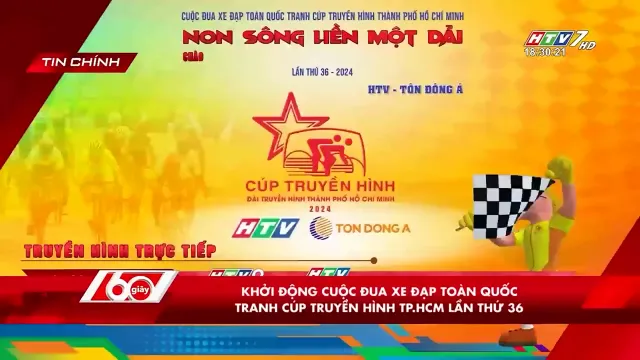 CUỘC ĐUA XE ĐẠP TOÀN QUỐC TRANH CÚP TRUYỀN HÌNH THÀNH PHỐ HỒ CHÍ MINH
NON SÔNG LIỀN MỘT DẢI
CHÀO
LẦN THỨ 36 - 2024
HTV - TÔN ĐÔNG Á
TIN CHÍNH
HTV7 HD
18:30:21
CÚP TRUYỀN HÌNH
ĐÀI TRUYỀN HÌNH THÀNH PHỐ HỒ CHÍ MINH
2024
HTV
TON DONG A
TRUYỀN HÌNH TRỰC TIẾP
60 giây
KHỞI ĐỘNG CUỘC ĐUA XE ĐẠP TOÀN QUỐC
TRANH CÚP TRUYỀN HÌNH TP.HCM LẦN THỨ 36